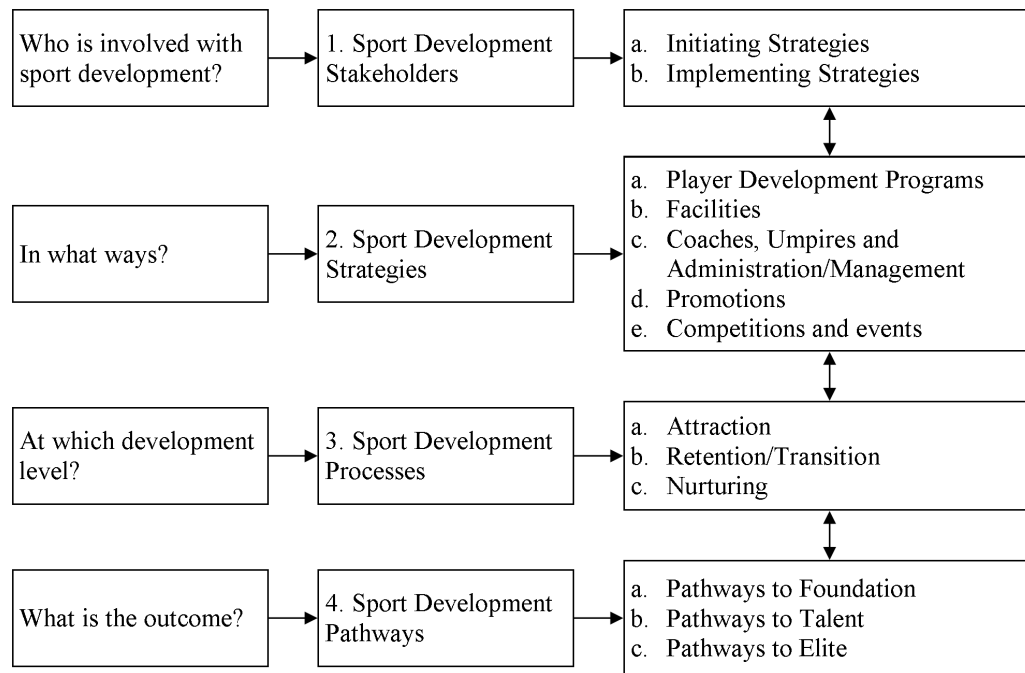 Who is involved with
sport development?
1. Sport Development
Stakeholders
a. Initiating Strategies
b. Implementing Strategies
In what ways?
2. Sport Development
Strategies
a. Player Development Programs
b. Facilities
c. Coaches, Umpires and
Administration/Management
d. Promotions
e. Competitions and events
At which development
level?
3. Sport Development
Processes
a. Attraction
b. Retention/Transition
c. Nurturing
What is the outcome?
4. Sport Development
Pathways
a. Pathways to Foundation
b. Pathways to Talent
c. Pathways to Elite